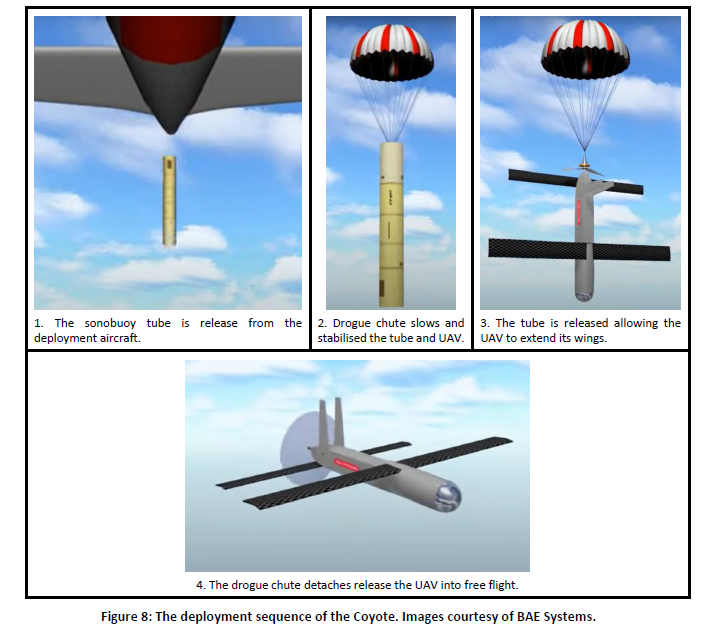 1. The sonobuoy tube is release from the
deployment aircraft.
2. Drogue chute slows and
stabilised the tube and UAV.
3. The tube is released allowing the
UAV to extend its wings.
4. The drogue chute detaches release the UAV into free flight.
Figure 8: The deployment sequence of the Coyote. Images courtesy of BAE Systems.